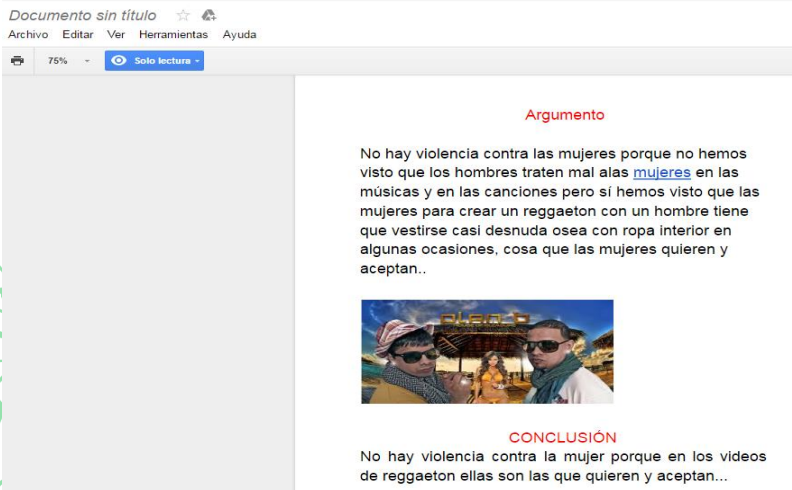 Documento sin título
Archivo Editar Ver Herramientas Ayuda
75% Solo lectura
Argumento
No hay violencia contra las mujeres porque no hemos
visto que los hombres traten mal alas mujeres en las
músicas y en las canciones pero sí hemos visto que las
mujeres para crear un reggaeton con un hombre tiene
que vestirse casi desnuda osea con ropa interior en
algunas ocasiones, cosa que las mujeres quieren y
aceptan..
PLAN B
CONCLUSIÓN
No hay violencia contra la mujer porque en los videos
de reggaeton ellas son las que quieren y aceptan...